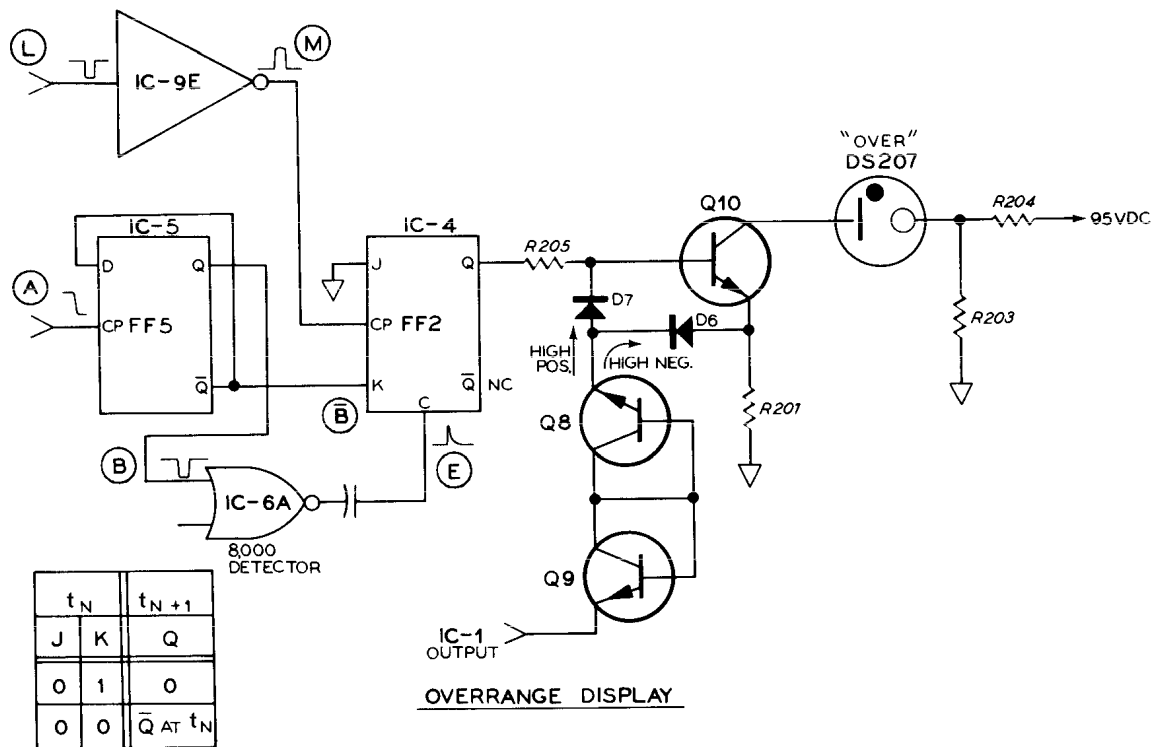 L
IC-9E
M
"OVER"
DS207
Q10
R204
95VDC
IC-5
D
Q
A
CP FF5
Q̅
IC-4
J
Q
CP FF2
K
Q̅ NC
C
R205
D7
D6
HIGH
POS,
HIGH NEG.
R203
R201
B̅
E
B
IC-6A
8,000
DETECTOR
Q8
Q9
IC-1
OUTPUT
tN tN+1
J K Q
0 1 0
0 0 Q̅ AT tN
OVERRANGE DISPLAY